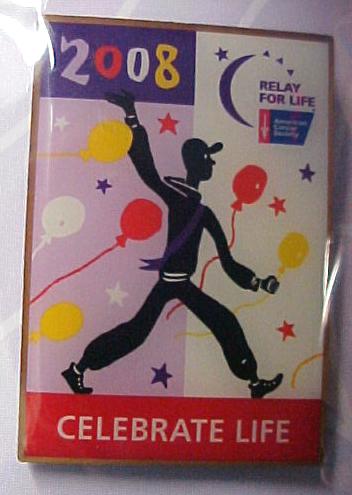 2008
RELAY
FOR LIFE
American
Cancer
Society
CELEBRATE LIFE